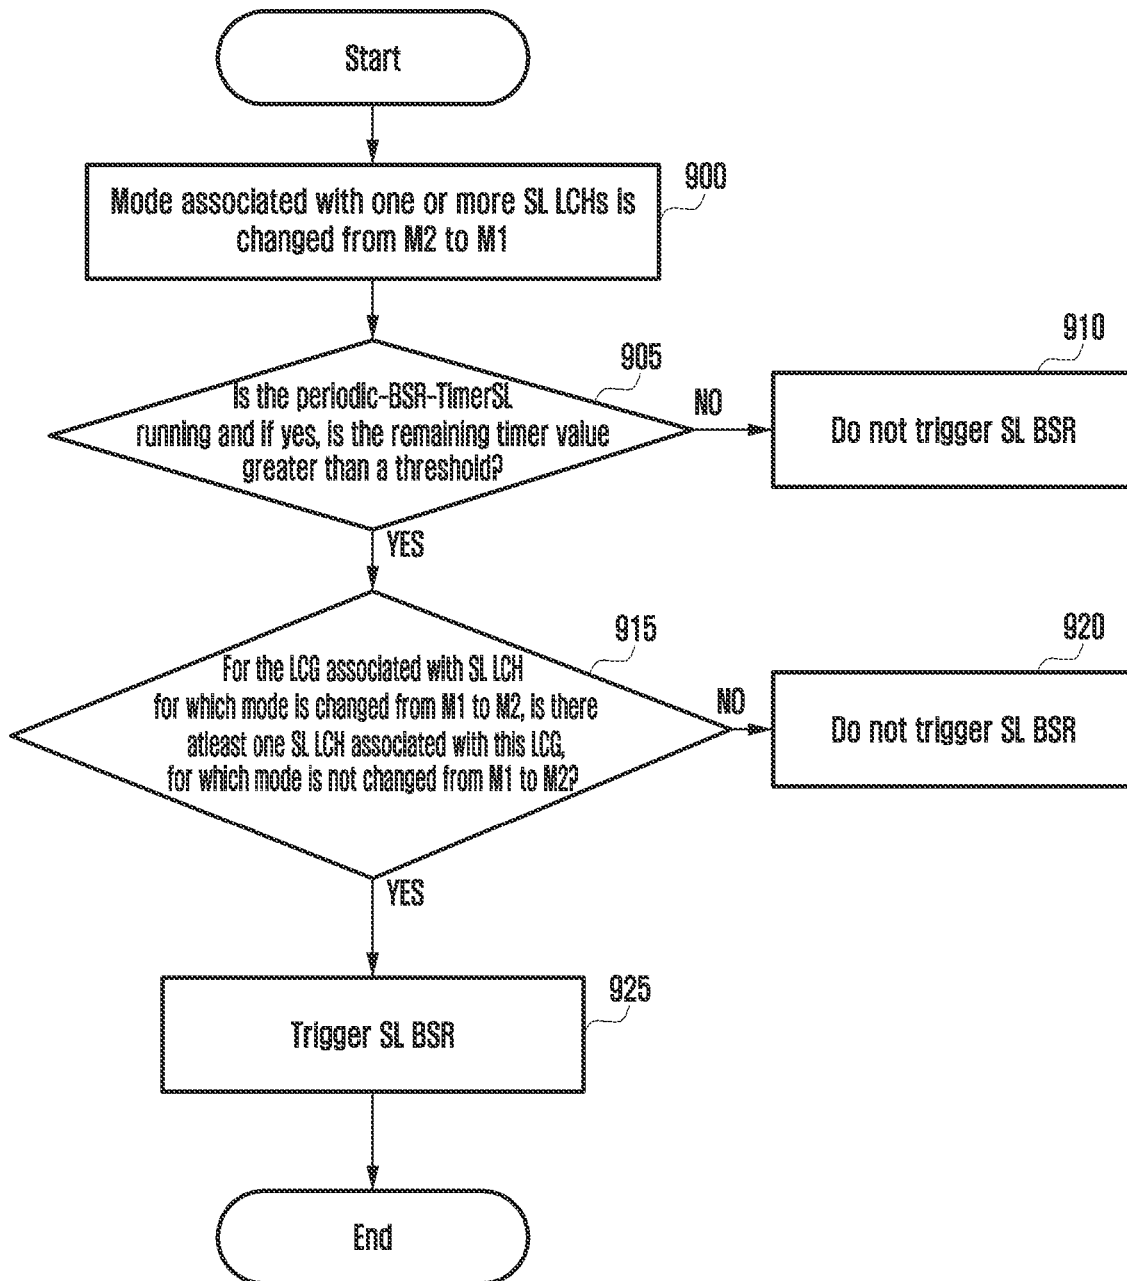 Start
900
Mode associated with one or more SL LCHs is
changed from M2 to M1
905
Is the periodic-BSR-TimerSL
running and if yes, is the remaining timer value
greater than a threshold?
NO
910
Do not trigger SL BSR
YES
915
For the LCG associated with SL LCH
for which mode is changed from M1 to M2, is there
atleast one SL LCH associated with this LCG,
for which mode is not changed from M1 to M2?
NO
920
Do not trigger SL BSR
YES
925
Trigger SL BSR
End